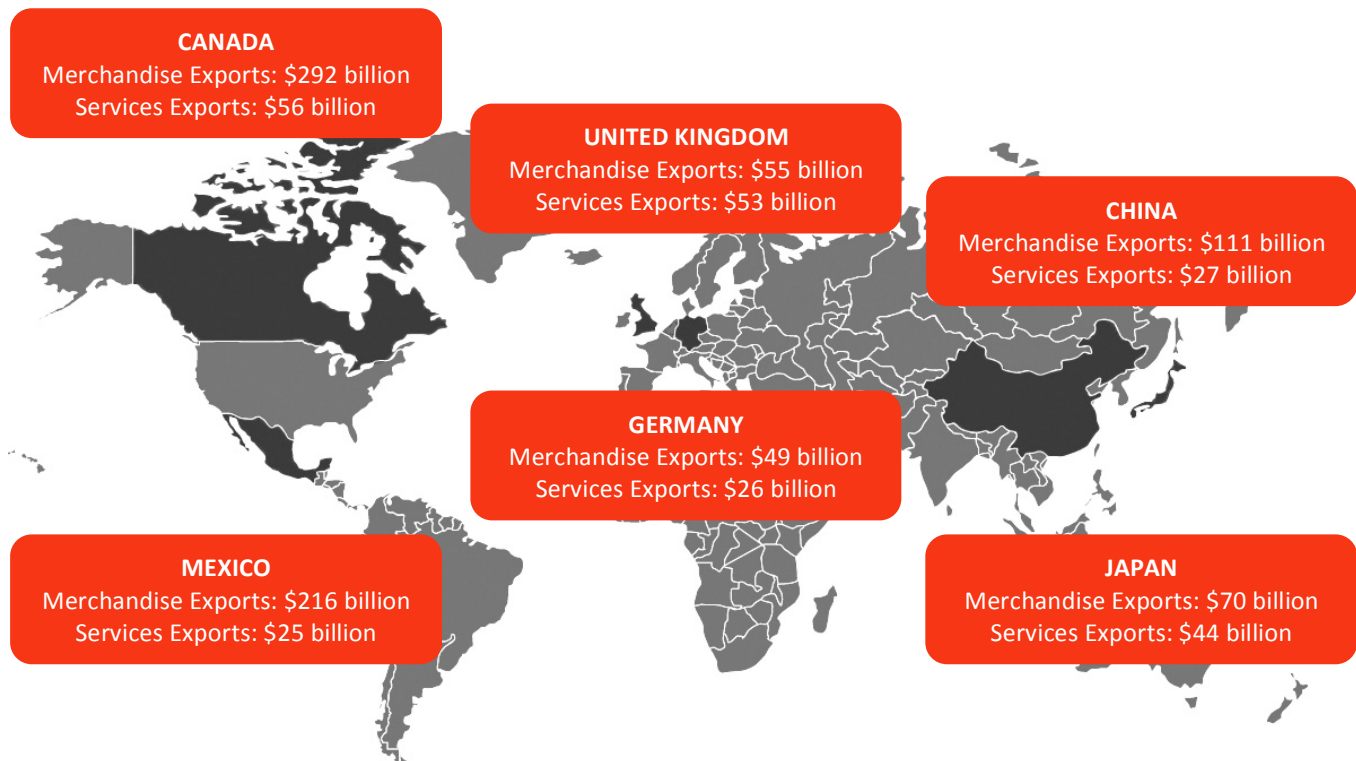 CANADA
Merchandise Exports: $292 billion
Services Exports: $56 billion
UNITED KINGDOM
Merchandise Exports: $55 billion
Services Exports: $53 billion
CHINA
Merchandise Exports: $111 billion
Services Exports: $27 billion
GERMANY
Merchandise Exports: $49 billion
Services Exports: $26 billion
MEXICO
Merchandise Exports: $216 billion
Services Exports: $25 billion
JAPAN
Merchandise Exports: $70 billion
Services Exports: $44 billion